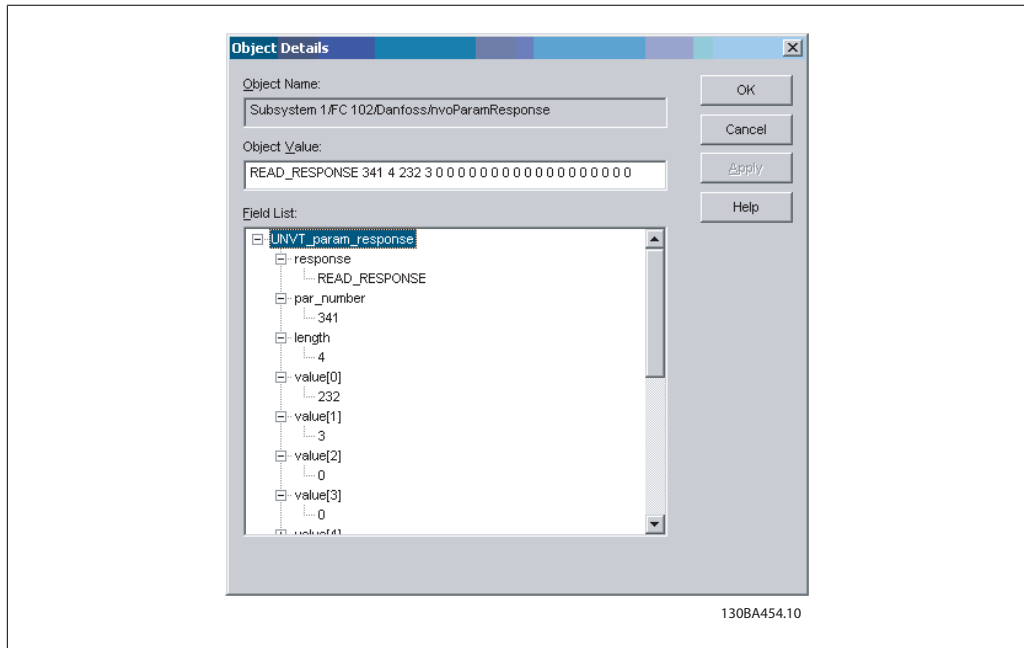 Object Details
Object Name:
Subsystem 1/FC 102/Danfoss/nvoParamResponse
Object Value:
READ_RESPONSE 341 4 232 3 0 0 0 0 0 0 0 0 0 0 0 0 0 0 0 0 0 0
Field List:
UNVT_param_response
response
READ_RESPONSE
par_number
341
length
4
value[0]
232
value[1]
3
value[2]
0
value[3]
0
value[4]
OK
Cancel
Apply
Help
130BA454.10